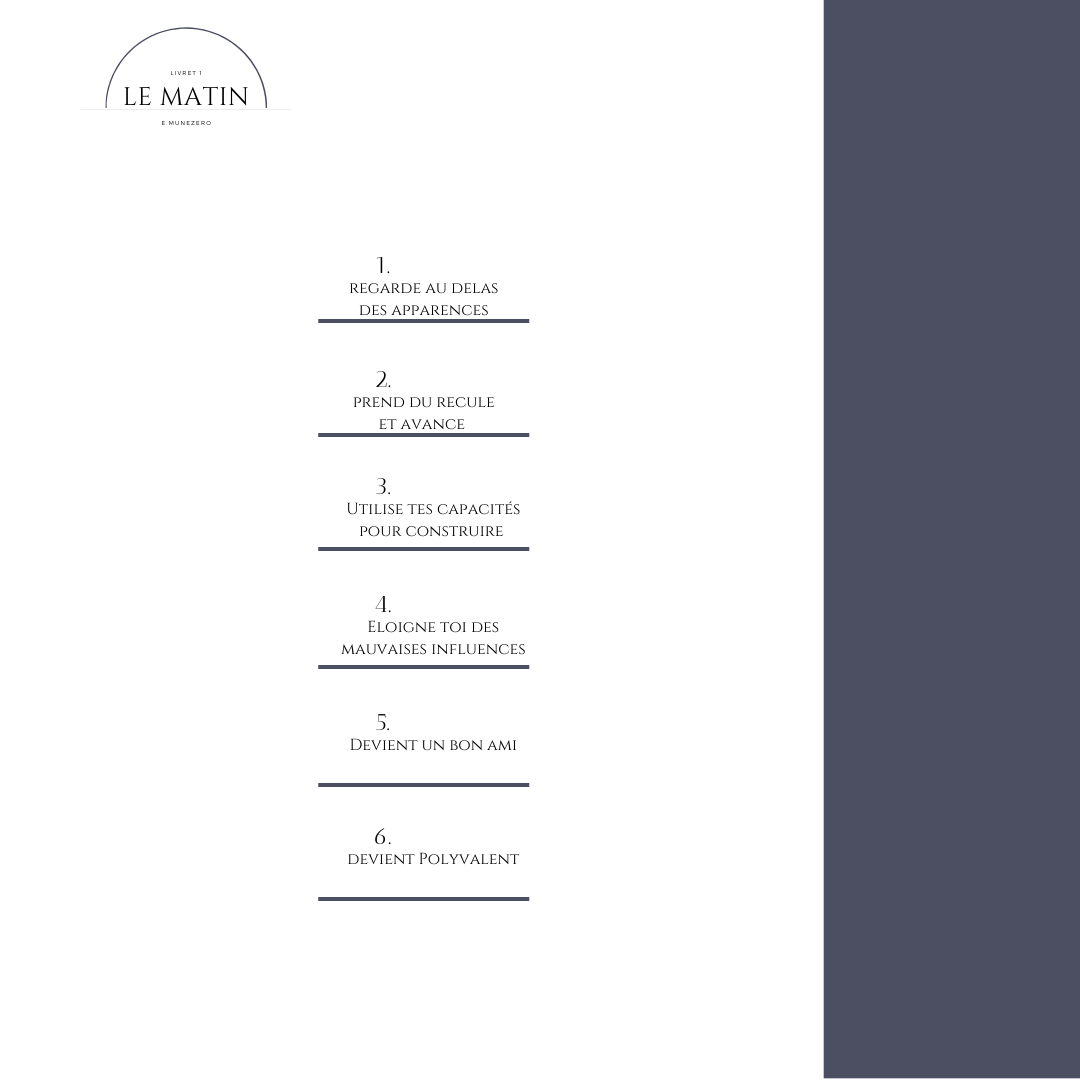 LIVRET 1
LE MATIN
E.MUNEZERO
1.
REGARDE AU DELAS
DES APPARENCES
2.
PREND DU RECULE
ET AVANCE
3.
UTILISE TES CAPACITÉS
POUR CONSTRUIRE
4.
ELOIGNE TOI DES
MAUVAISES INFLUENCES
5.
DEVIENT UN BON AMI
6.
DEVIENT POLYVALENT